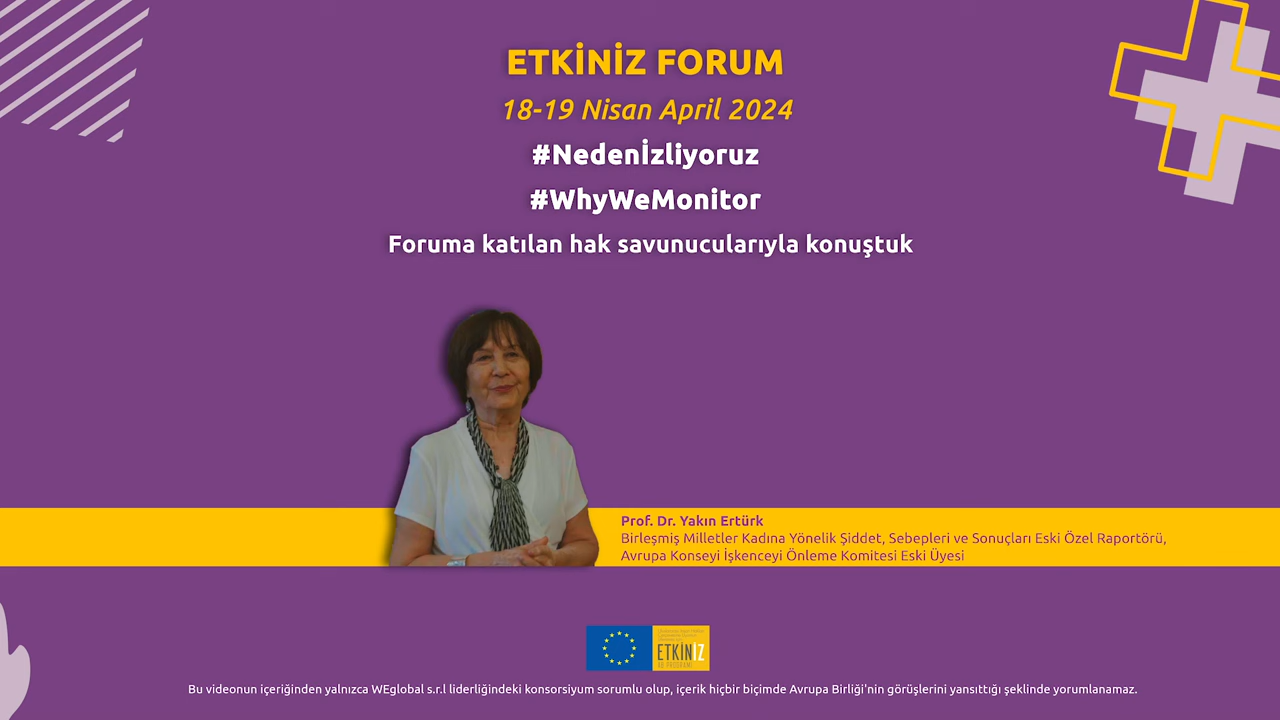 ETKİNİZ FORUM
18-19 Nisan April 2024
#Nedenİzliyoruz
#WhyWeMonitor
Foruma katılan hak savunucularıyla konuştuk
Prof. Dr. Yakın Ertürk
Birleşmiş Milletler Kadına Yönelik Şiddet, Sebepleri ve Sonuçları Eski Özel Raportörü,
Avrupa Konseyi İşkenceyi Önleme Komitesi Eski Üyesi
ETKİNİZ
AB PROGRAMI
Bu videonun içeriğinden yalnızca WEglobal s.r.l liderliğindeki konsorsiyum sorumlu olup, içerik hiçbir biçimde Avrupa Birliği'nin görüşlerini yansıttığı şeklinde yorumlanamaz.